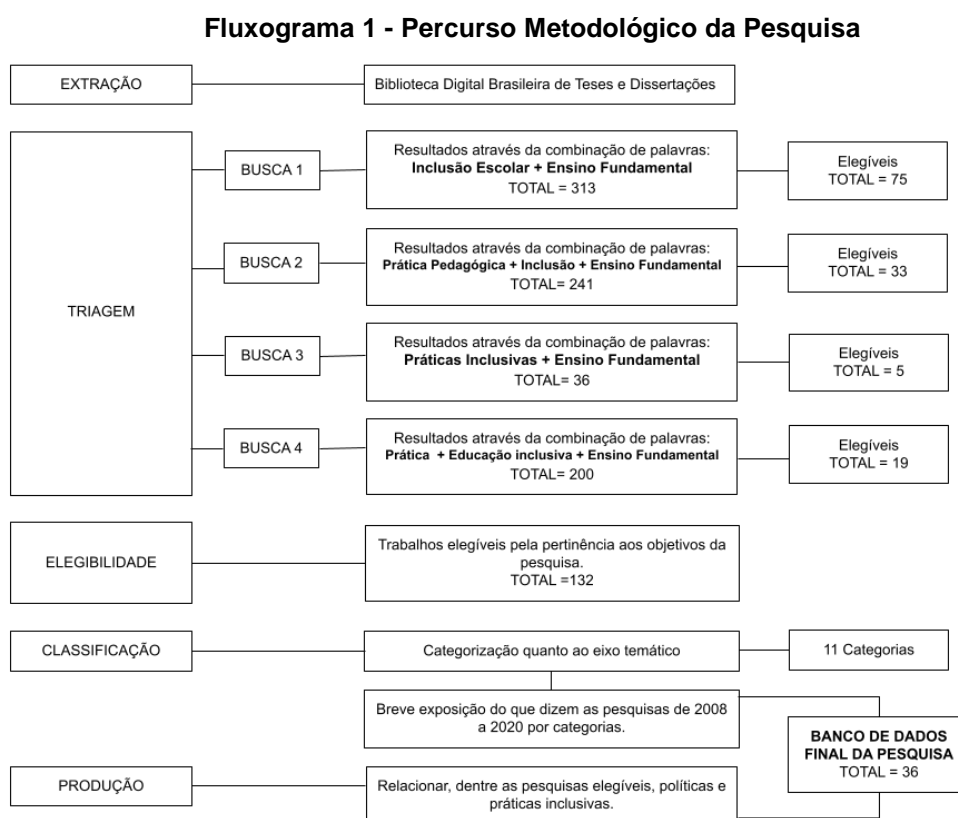 Fluxograma 1 - Percurso Metodológico da Pesquisa
EXTRAÇÃO
Biblioteca Digital Brasileira de Teses e Dissertações
TRIAGEM
BUSCA 1
Resultados através da combinação de palavras:
Inclusão Escolar + Ensino Fundamental
TOTAL = 313
Elegíveis
TOTAL = 75
BUSCA 2
Resultados através da combinação de palavras:
Prática Pedagógica + Inclusão + Ensino Fundamental
TOTAL= 241
Elegíveis
TOTAL = 33
BUSCA 3
Resultados através da combinação de palavras:
Práticas Inclusivas + Ensino Fundamental
TOTAL= 36
Elegíveis
TOTAL = 5
BUSCA 4
Resultados através da combinação de palavras:
Prática + Educação inclusiva + Ensino Fundamental
TOTAL= 200
Elegíveis
TOTAL = 19
ELEGIBILIDADE
Trabalhos elegíveis pela pertinência aos objetivos da
pesquisa.
TOTAL =132
CLASSIFICAÇÃO
Categorização quanto ao eixo temático
11 Categorias
Breve exposição do que dizem as pesquisas de 2008
a 2020 por categorias.
BANCO DE DADOS
FINAL DA PESQUISA
TOTAL = 36
PRODUÇÃO
Relacionar, dentre as pesquisas elegíveis, políticas e
práticas inclusivas.